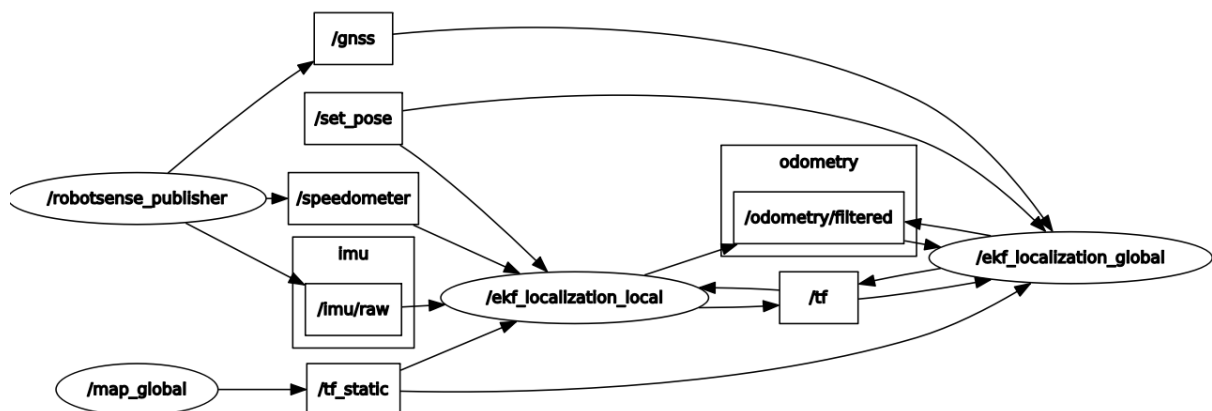 /gnss
/set_pose
odometry
/robotsense_publisher
/speedometer
/odometry/filtered
imu
/ekf_localization_global
/imu/raw
/ekf_localization_local
/tf
/map_global
/tf_static